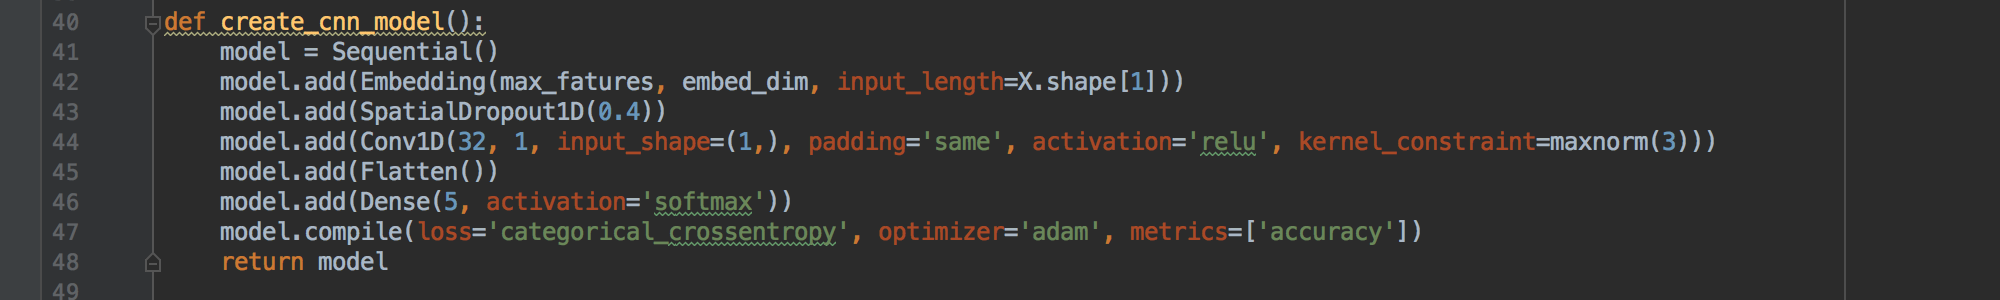 40 def create_cnn_model():
41 model = Sequential()
42 model.add(Embedding(max_fatures, embed_dim, input_length=X.shape[1]))
43 model.add(SpatialDropout1D(0.4))
44 model.add(Conv1D(32, 1, input_shape=(1,), padding='same', activation='relu', kernel_constraint=maxnorm(3)))
45 model.add(Flatten())
46 model.add(Dense(5, activation='softmax'))
47 model.compile(loss='categorical_crossentropy', optimizer='adam', metrics=['accuracy'])
48 return model
49